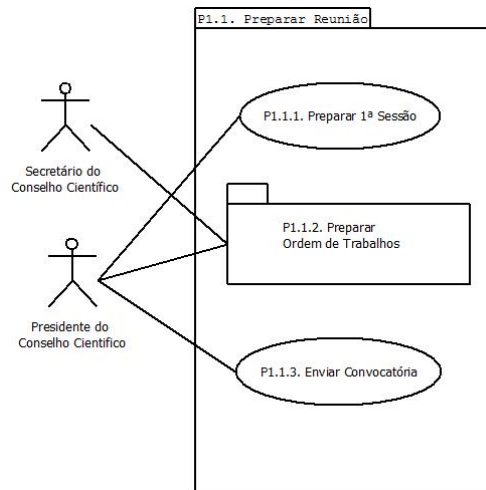 P1.1. Preparar Reunião
P1.1.1. Preparar 1ª Sessão
Secretário do
Conselho Científico
P1.1.2. Preparar
Ordem de Trabalhos
Presidente do
Conselho Cientifico
P1.1.3. Enviar Convocatória